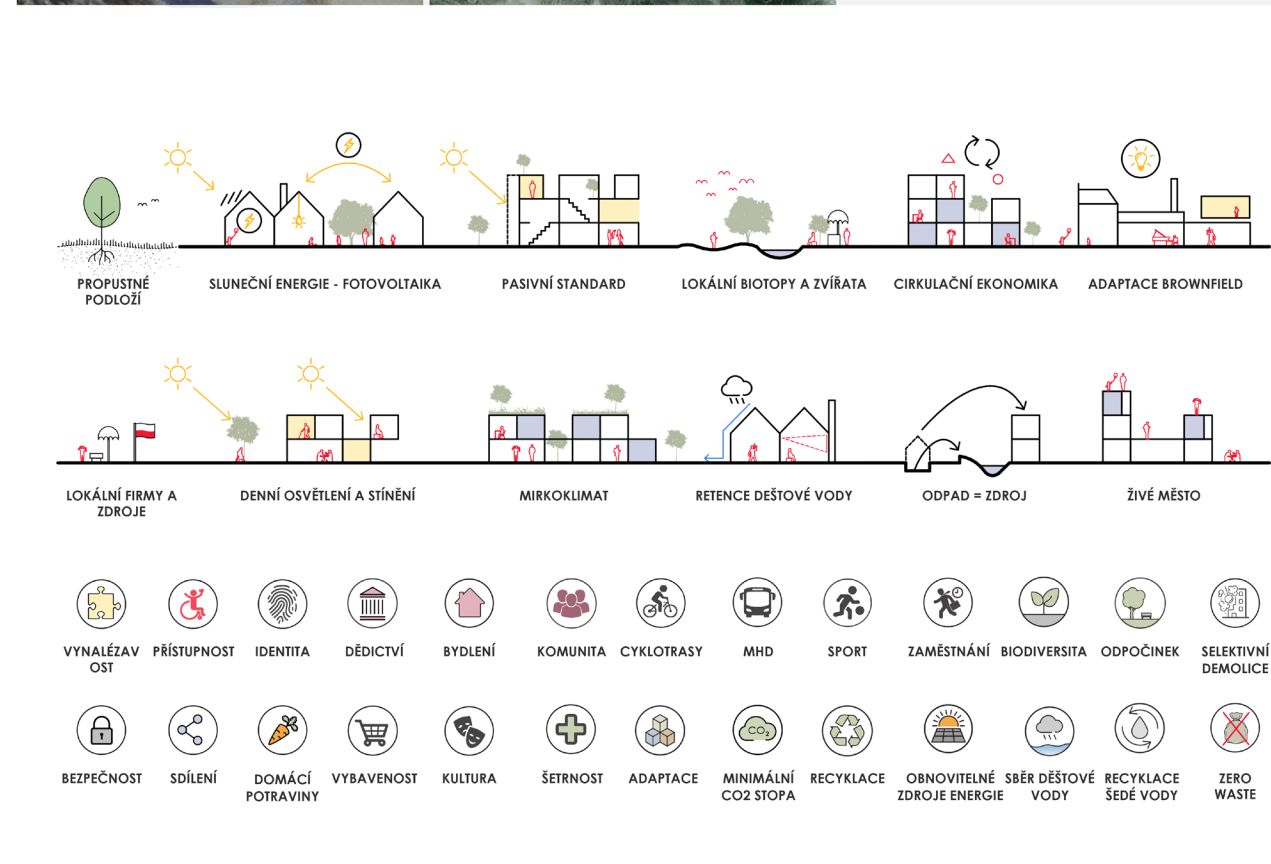 PROPUSTNÉ
PODLOŽÍ
SLUNEČNÍ ENERGIE - FOTOVOLTAIKA
PASIVNÍ STANDARD
LOKÁLNÍ BIOTOPY A ZVÍŘATA
CIRKULAČNÍ EKONOMIKA
ADAPTACE BROWNFIELD
LOKÁLNÍ FIRMY A
ZDROJE
DENNÍ OSVĚTLENÍ A STÍNĚNÍ
MIRKOKLIMAT
RETENCE DEŠTOVÉ VODY
ODPAD = ZDROJ
ŽIVÉ MĚSTO
VYNALÉZAV
OST
PŘÍSTUPNOST
IDENTITA
DĚDICTVÍ
BYDLENÍ
KOMUNITA
CYKLOTRASY
MHD
SPORT
ZAMĚSTNÁNÍ
BIODIVERSITA
ODPOČINEK
SELEKTIVNÍ
DEMOLICE
CO2
BEZPEČNOST
SDÍLENÍ
DOMÁCÍ
POTRAVINY
VYBAVENOST
KULTURA
ŠETRNOST
ADAPTACE
MINIMÁLNÍ
CO2 STOPA
RECYKLACE
OBNOVITELNÉ
ZDROJE ENERGIE
SBĚR DĚŠTOVÉ
VODY
RECYKLACE
ŠEDÉ VODY
ZERO
WASTE